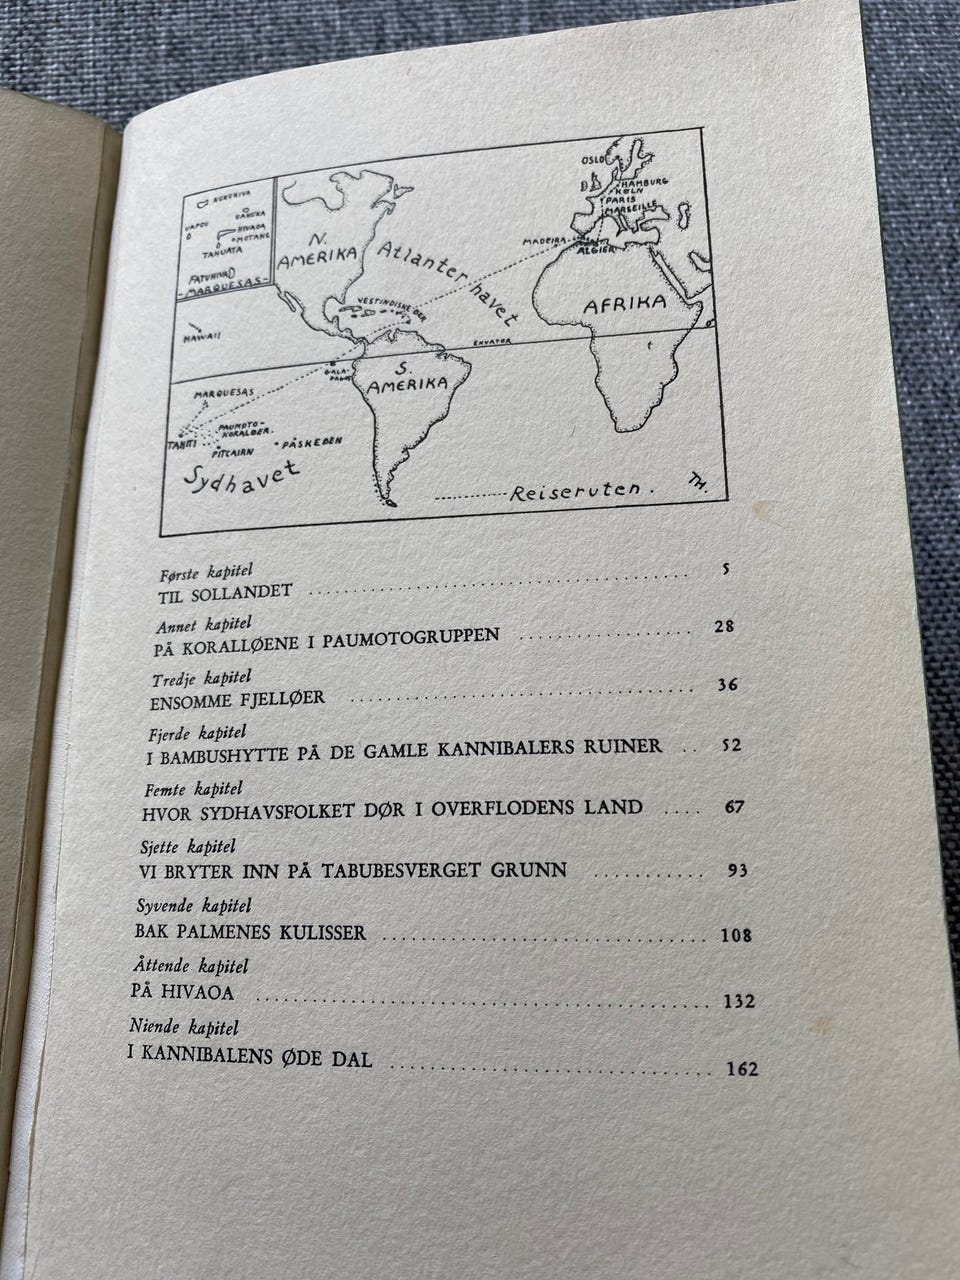 NUKUHIVA
UAPOU
UAHUKA
HIVAOA
MOTANE
TAHUATA
FATUHIVA
-MARQUESAS-
N.
AMERIKA
Atlanterhavet
OSLO
HAMBURG
KÖLN
PARIS
MARSEILLE
MADEIRA
ALGIER
AFRIKA
VESTINDISKE ØER
HAWAII
EKVATOR
GALA-
PAGOS
S.
AMERIKA
MARQUESAS
PAUMOTO-
KORALØER.
TAHITI
PITCAIRN
PÅSKEØEN
Sydhavet
Reiseruten.
TH.
Første kapitel
TIL SOLLANDET .......... 5
Annet kapitel
PÅ KORALLØENE I PAUMOTOGRUPPEN .......... 28
Tredje kapitel
ENSOMME FJELLØER .......... 36
Fjerde kapitel
I BAMBUSHYTTE PÅ DE GAMLE KANNIBALERS RUINER .. 52
Femte kapitel
HVOR SYDHAVSFOLKET DØR I OVERFLODENS LAND .... 67
Sjette kapitel
VI BRYTER INN PÅ TABUBESVERGET GRUNN .......... 93
Syvende kapitel
BAK PALMENES KULISSER .......... 108
Åttende kapitel
PÅ HIVAOA .......... 132
Niende kapitel
I KANNIBALENS ØDE DAL .......... 162